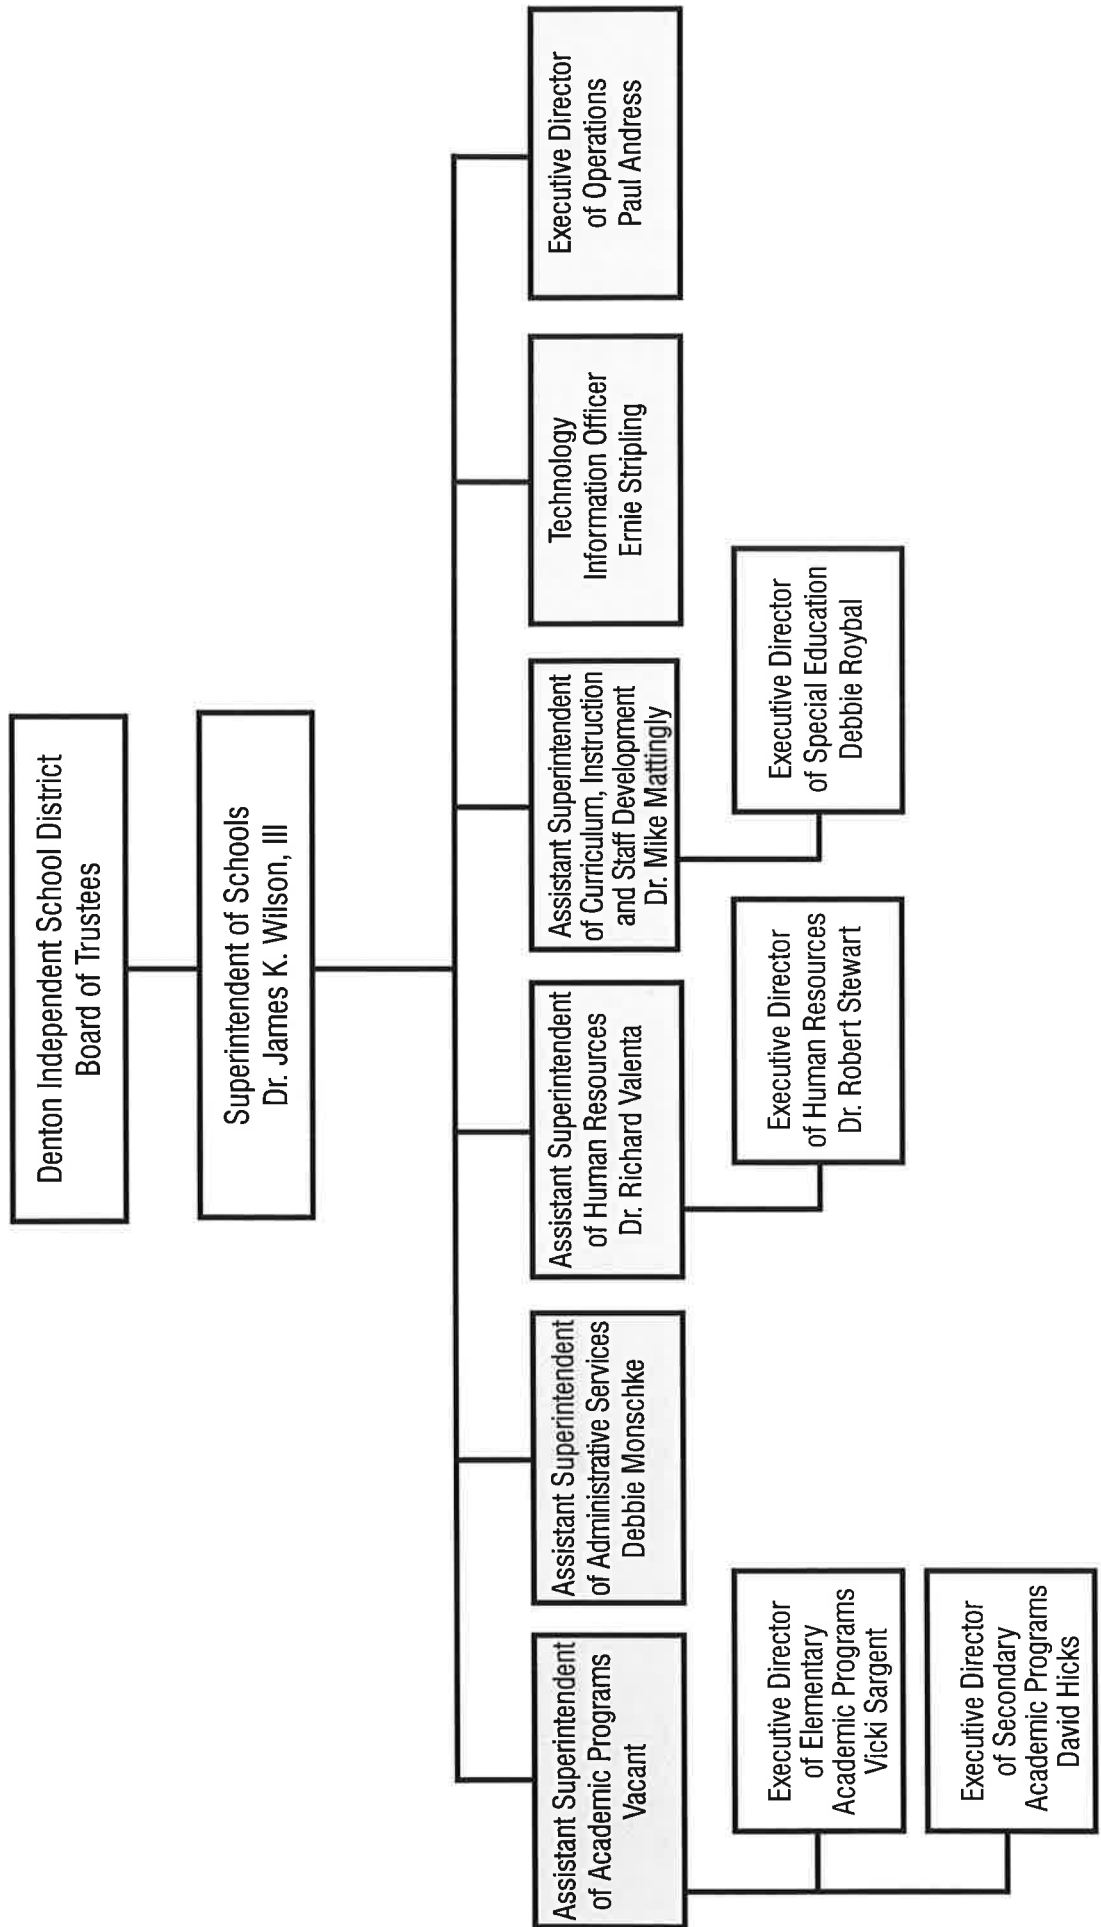 Denton Independent School District
Board of Trustees
Superintendent of Schools
Dr. James K. Wilson, III
Assistant Superintendent
of Academic Programs
Vacant
Assistant Superintendent
of Administrative Services
Debbie Monschke
Assistant Superintendent
of Human Resources
Dr. Richard Valenta
Assistant Superintendent
of Curriculum, Instruction
and Staff Development
Dr. Mike Mattingly
Technology
Information Officer
Ernie Stripling
Executive Director
of Operations
Paul Andress
Executive Director
of Elementary
Academic Programs
Vicki Sargent
Executive Director
of Secondary
Academic Programs
David Hicks
Executive Director
of Human Resources
Dr. Robert Stewart
Executive Director
of Special Education
Debbie Roybal